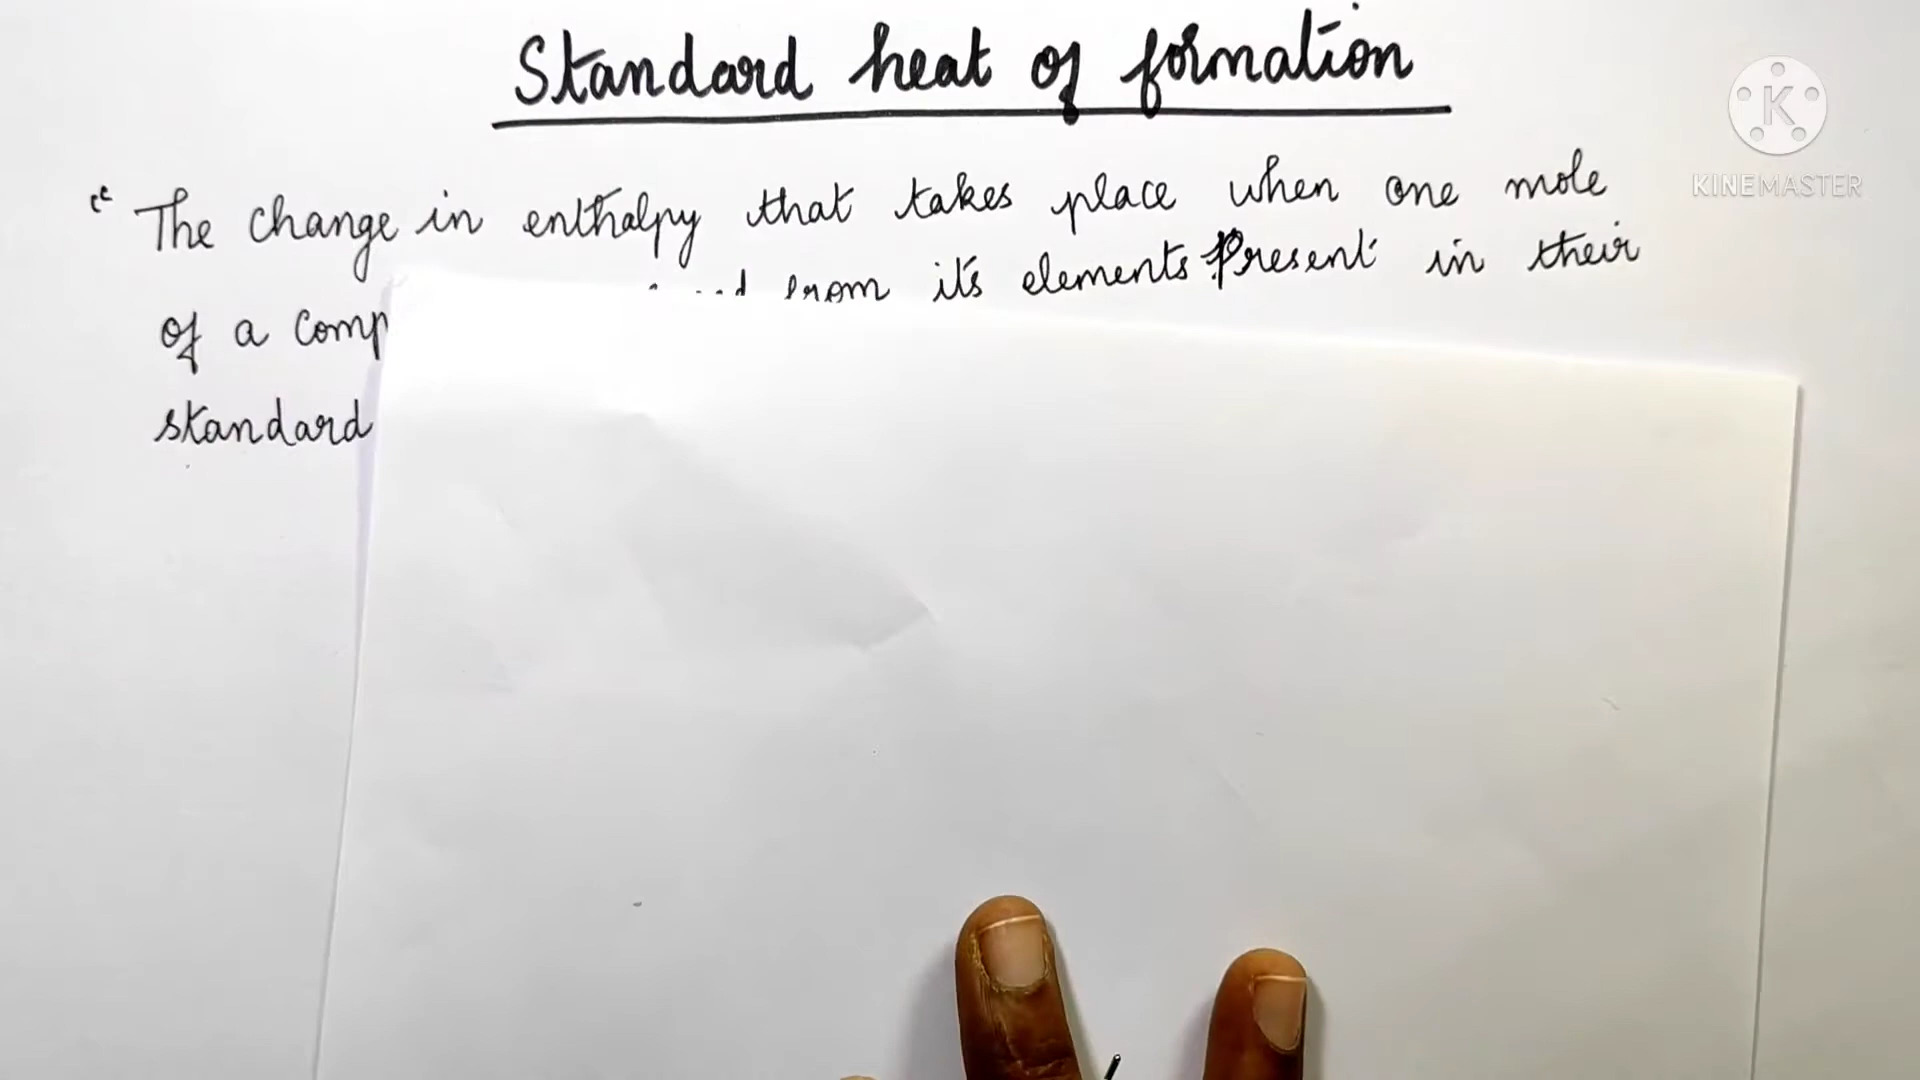 Standard heat of formation
K
KINEMASTER
“ The change in enthalpy that takes place when one mole
of a comp from its elements Present in their
standard